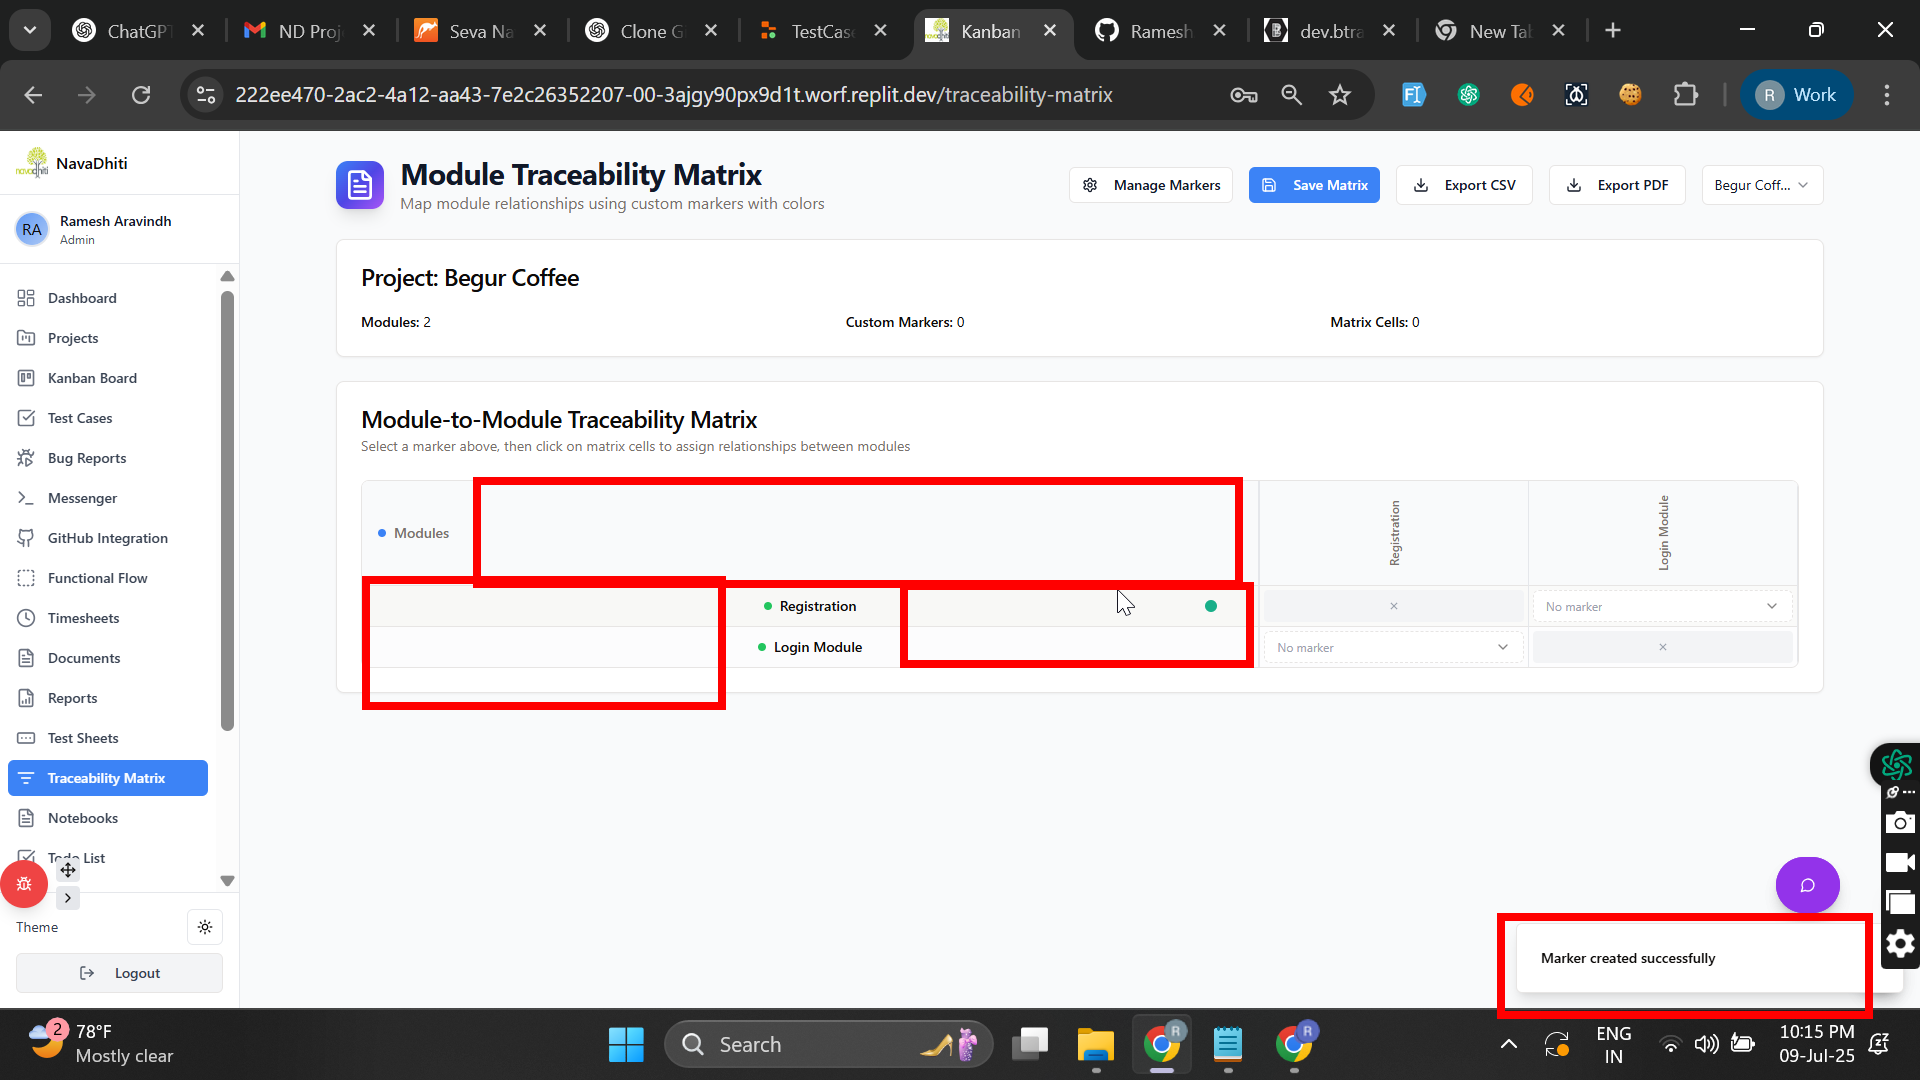 ChatGPT
ND Proj
Seva Na
Clone G
TestCase
Kanban
Ramesh
dev.btra
New Tab
222ee470-2ac2-4a12-aa43-7e2c26352207-00-3ajgy90px9d1t.worf.replit.dev/traceability-matrix
R Work
NavaDhiti
RA
Ramesh Aravindh
Admin
Dashboard
Projects
Kanban Board
Test Cases
Bug Reports
Messenger
GitHub Integration
Functional Flow
Timesheets
Documents
Reports
Test Sheets
Traceability Matrix
Notebooks
Todo List
Theme
Logout
Module Traceability Matrix
Map module relationships using custom markers with colors
Manage Markers
Save Matrix
Export CSV
Export PDF
Begur Coff...
Project: Begur Coffee
Modules: 2
Custom Markers: 0
Matrix Cells: 0
Module-to-Module Traceability Matrix
Select a marker above, then click on matrix cells to assign relationships between modules
Modules
Registration
Login Module
Registration
×
No marker
Login Module
No marker
×
Marker created successfully
2
78°F
Mostly clear
Search
R
R
ENG
IN
10:15 PM
09-Jul-25